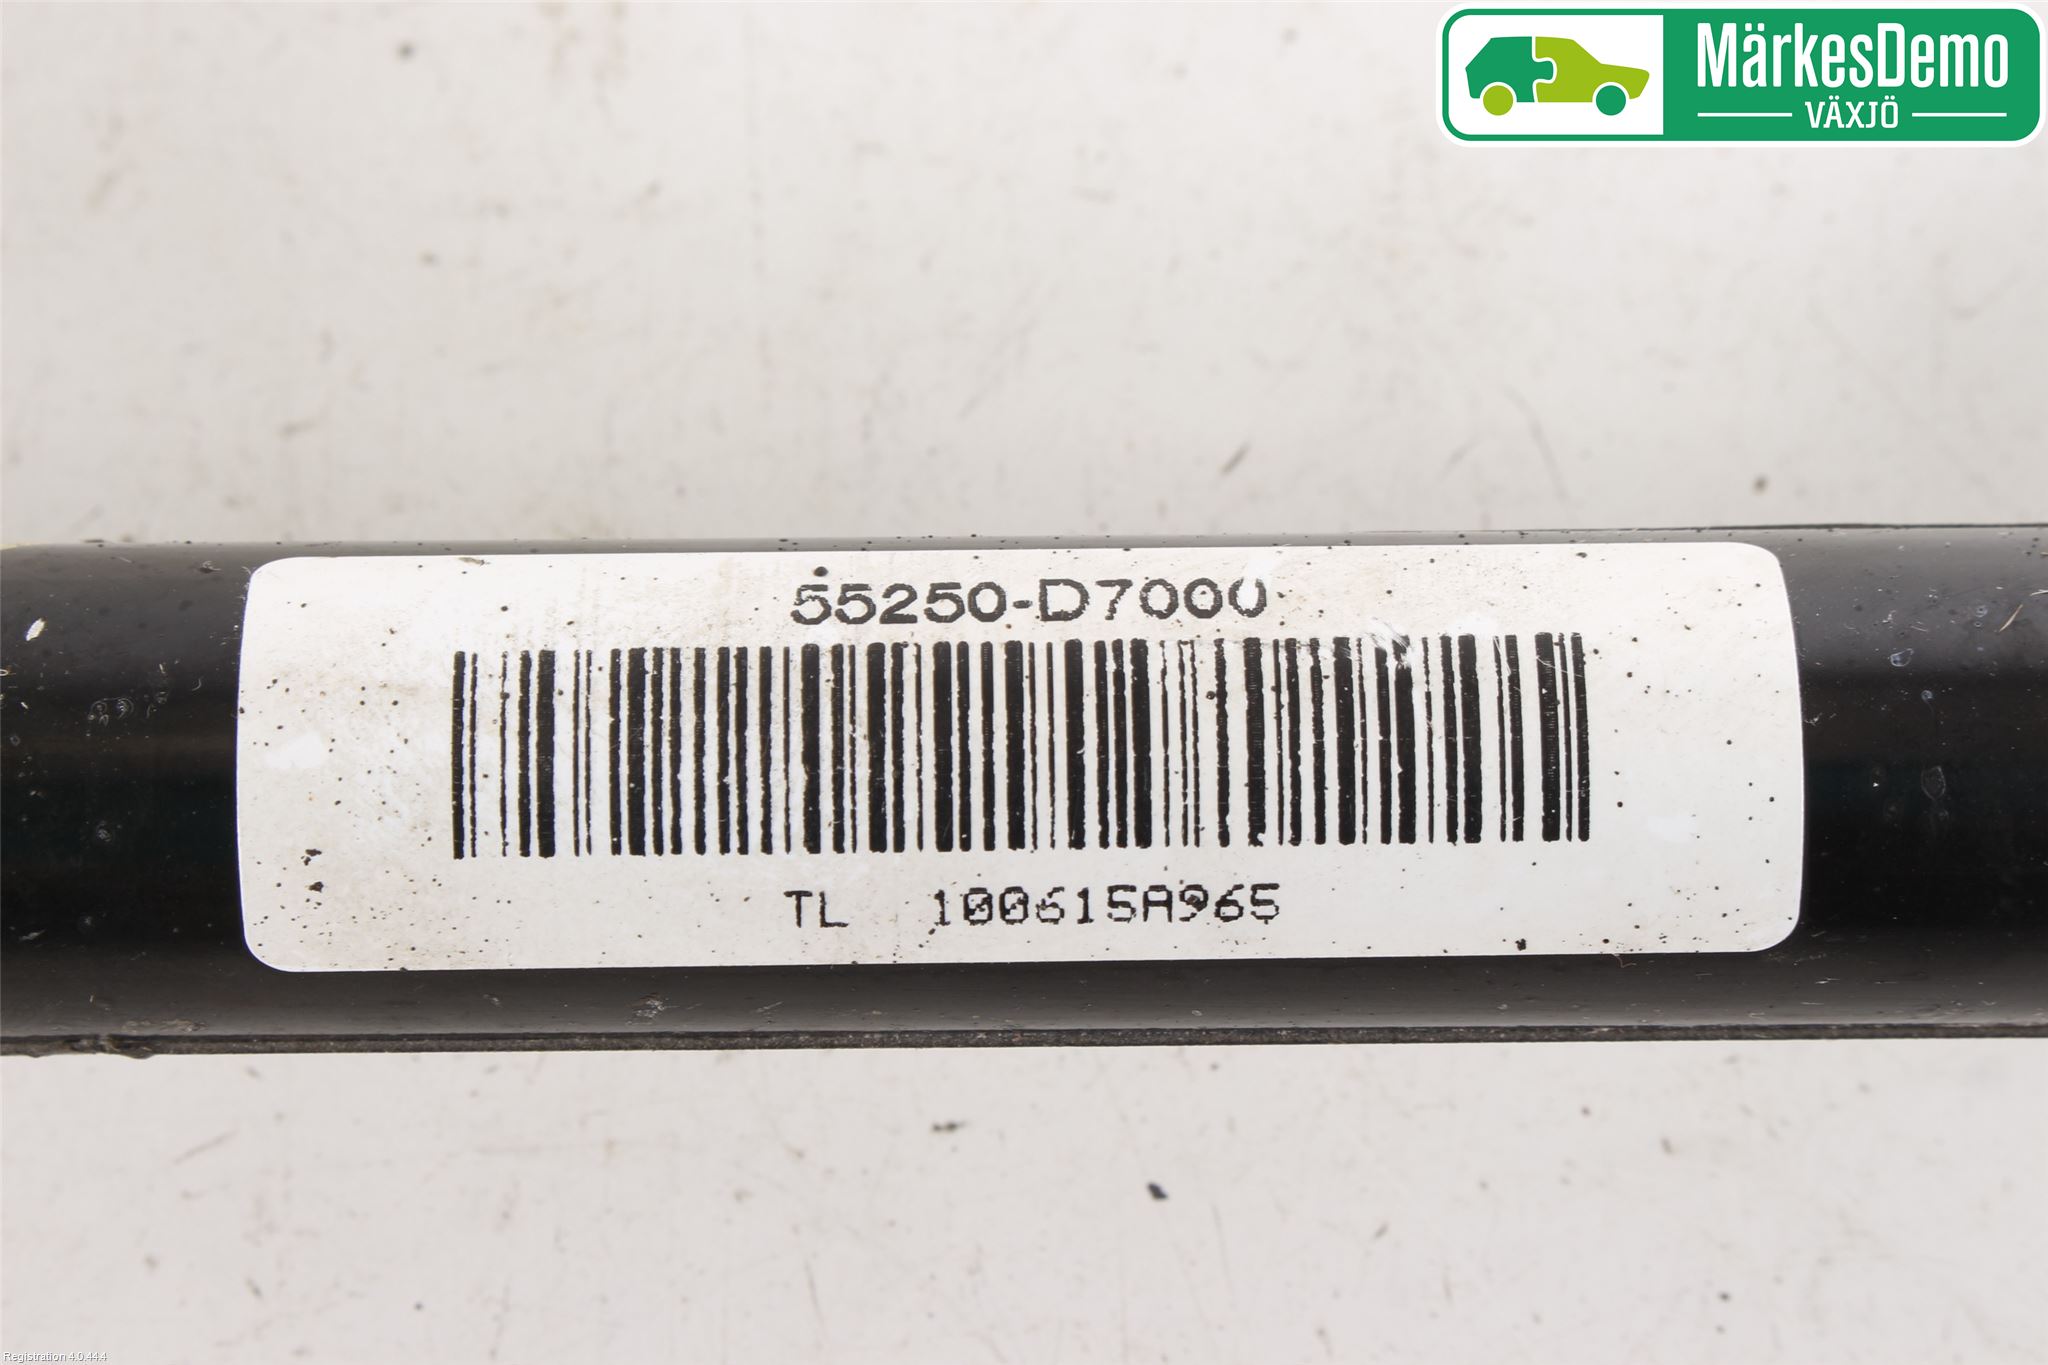 MärkesDemo
VÄXJÖ
55250-D7000
TL 100615A965
Registration 4.0.44.4